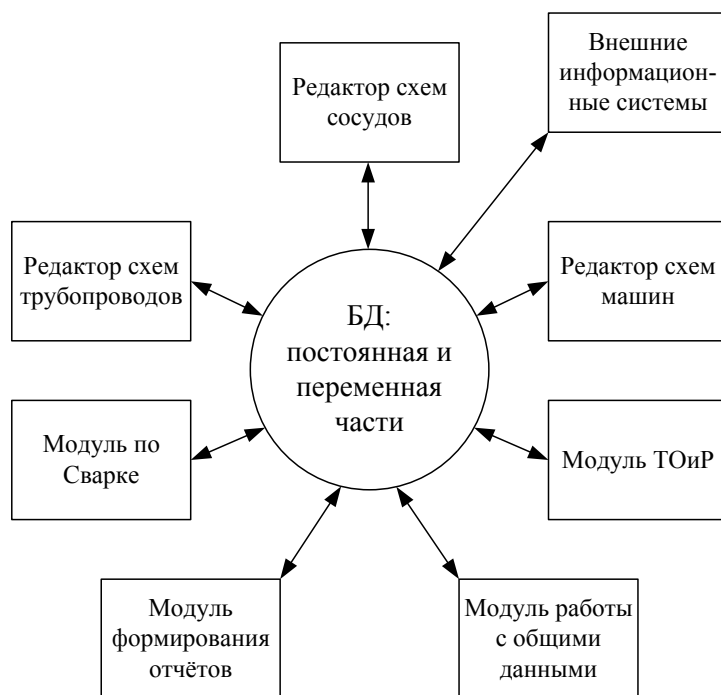 Внешние
информацион-
ные системы
Редактор схем
сосудов
Редактор схем
трубопроводов
Редактор схем
машин
БД:
постоянная и
переменная
части
Модуль по
Сварке
Модуль ТОиР
Модуль
формирования
отчётов
Модуль работы
с общими
данными